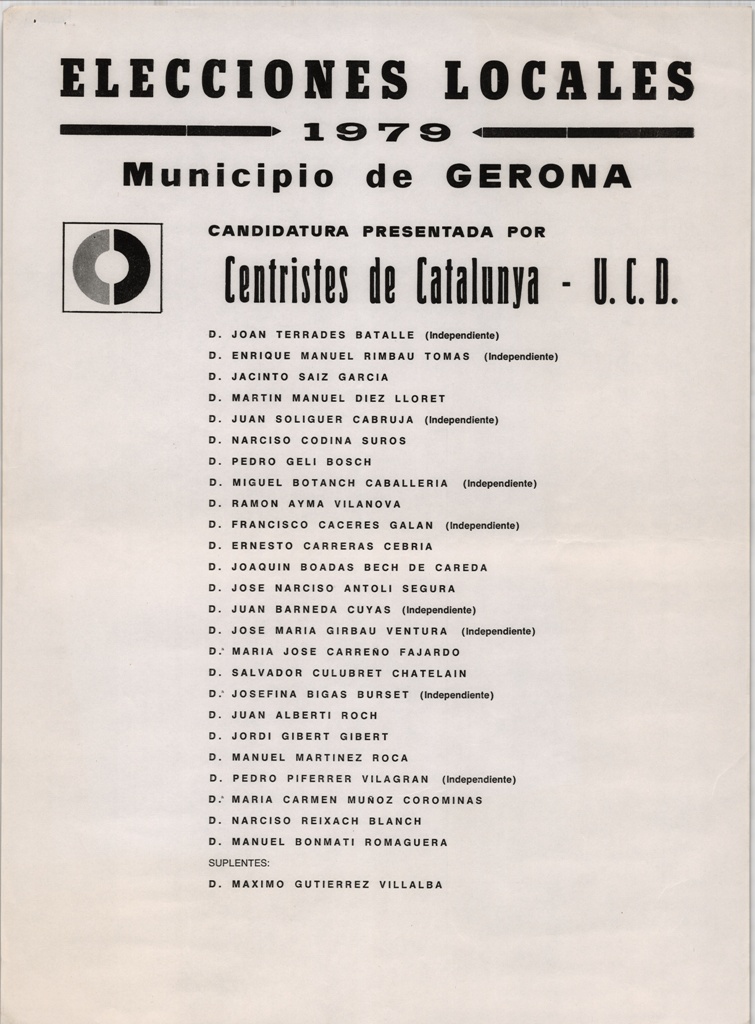 ELECCIONES LOCALES
1979
Municipio de GERONA
CANDIDATURA PRESENTADA POR
Centristes de Catalunya - U.C.D.
D. JOAN TERRADES BATALLE (Independiente)
D. ENRIQUE MANUEL RIMBAU TOMAS (Independiente)
D. JACINTO SAIZ GARCIA
D. MARTIN MANUEL DIEZ LLORET
D. JUAN SOLIGUER CABRUJA (Independiente)
D. NARCISO CODINA SUROS
D. PEDRO GELI BOSCH
D. MIGUEL BOTANCH CABALLERIA (Independiente)
D. RAMON AYMA VILANOVA
D. FRANCISCO CACERES GALAN (Independiente)
D. ERNESTO CARRERAS CEBRIA
D. JOAQUIN BOADAS BECH DE CAREDA
D. JOSE NARCISO ANTOLI SEGURA
D. JUAN BARNEDA CUYAS (Independiente)
D. JOSE MARIA GIRBAU VENTURA (Independiente)
D.ª MARIA JOSE CARREÑO FAJARDO
D. SALVADOR CULUBRET CHATELAIN
D.ª JOSEFINA BIGAS BURSET (Independiente)
D. JUAN ALBERTI ROCH
D. JORDI GIBERT GIBERT
D. MANUEL MARTINEZ ROCA
D. PEDRO PIFERRER VILAGRAN (Independiente)
D.ª MARIA CARMEN MUÑOZ COROMINAS
D. NARCISO REIXACH BLANCH
D. MANUEL BONMATI ROMAGUERA
SUPLENTES:
D. MAXIMO GUTIERREZ VILLALBA